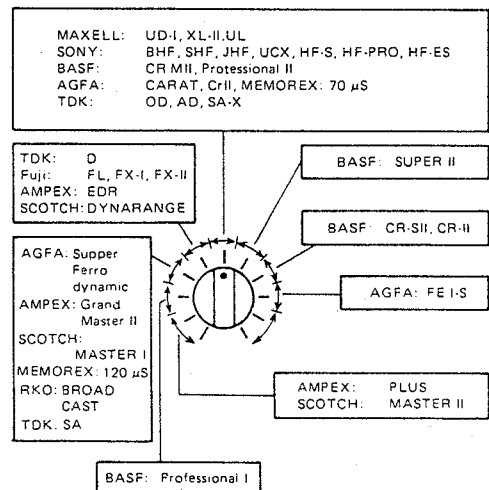 MAXELL: UD-I, XL-II, UL
SONY: BHF, SHF, JHF, UCX, HF-S, HF-PRO, HF-ES
BASF: CR MII, Protessional II
AGFA: CARAT, CrII, MEMOREX: 70 µS
TDK: OD, AD, SA-X
TDK: D
Fuji: FL, FX-I, FX-II
AMPEX: EDR
SCOTCH: DYNARANGE
BASF: SUPER II
BASF: CR-SII, CR-II
AGFA: Supper
Ferro
dynamic
AMPEX: Grand
Master II
SCOTCH:
MASTER I
MEMOREX: 120 µS
RKO: BROAD
CAST
TDK. SA
AGFA: FE I-S
AMPEX: PLUS
SCOTCH: MASTER II
BASF: Professional I